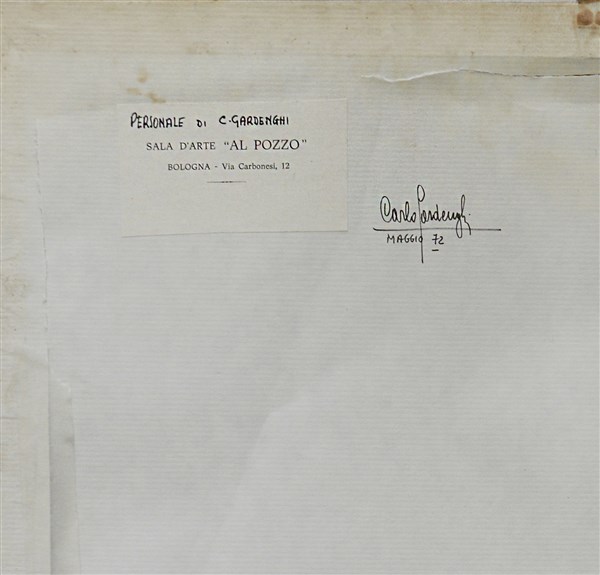 PERSONALE DI C. GARDENGHI
SALA D'ARTE "AL POZZO"
BOLOGNA - Via Carbonesi, 12
Carlo Gardenghi
MAGGIO 72